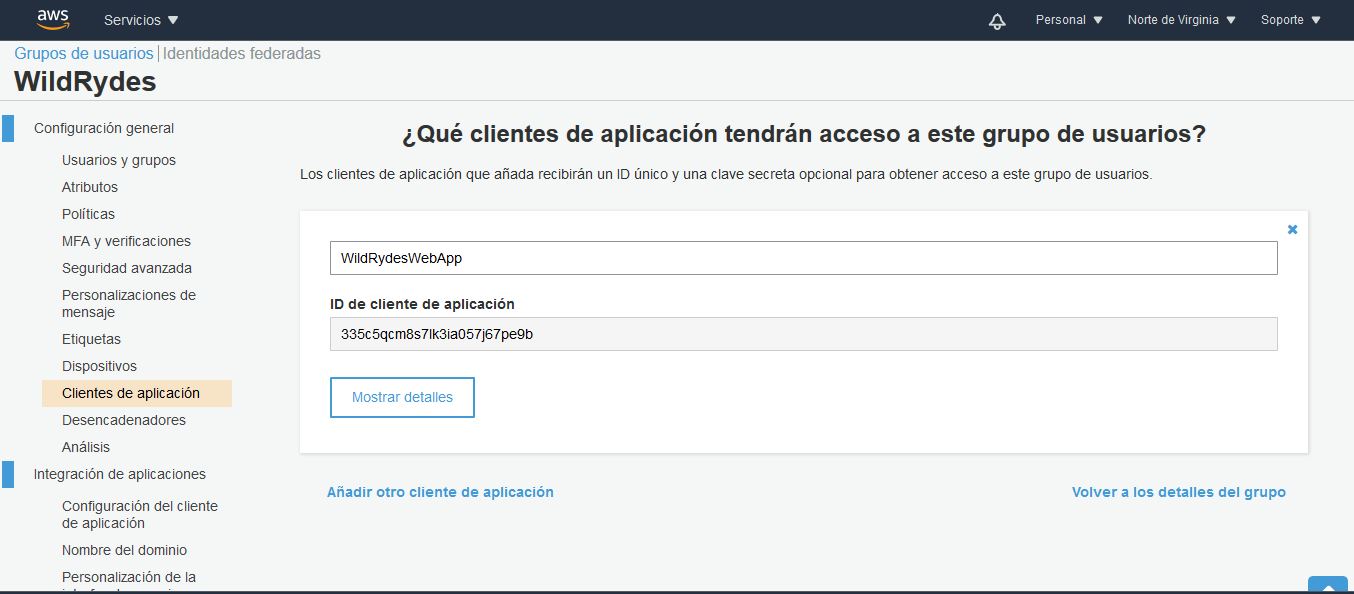 aws Servicios Personal Norte de Virginia Soporte
Grupos de usuarios Identidades federadas
WildRydes
Configuración general
Usuarios y grupos
Atributos
Políticas
MFA y verificaciones
Seguridad avanzada
Personalizaciones de
mensaje
Etiquetas
Dispositivos
Clientes de aplicación
Desencadenadores
Análisis
Integración de aplicaciones
Configuración del cliente
de aplicación
Nombre del dominio
Personalización de la
¿Qué clientes de aplicación tendrán acceso a este grupo de usuarios?
Los clientes de aplicación que añada recibirán un ID único y una clave secreta opcional para obtener acceso a este grupo de usuarios.
WildRydesWebApp
ID de cliente de aplicación
335c5qcm8s7lk3ia057j67pe9b
Mostrar detalles
Añadir otro cliente de aplicación
Volver a los detalles del grupo